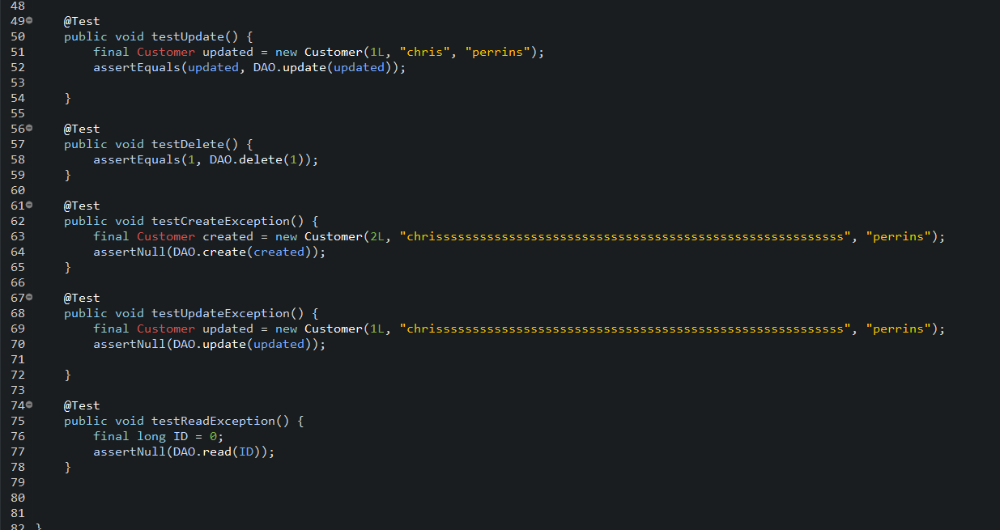 48
49 @Test
50 public void testUpdate() {
51 final Customer updated = new Customer(1L, "chris", "perrins");
52 assertEquals(updated, DAO.update(updated));
53
54 }
55
56 @Test
57 public void testDelete() {
58 assertEquals(1, DAO.delete(1));
59 }
60
61 @Test
62 public void testCreateException() {
63 final Customer created = new Customer(2L, "chrisssssssssssssssssssssssssssssssssssssssssssssssssssssssss", "perrins");
64 assertNull(DAO.create(created));
65 }
66
67 @Test
68 public void testUpdateException() {
69 final Customer updated = new Customer(1L, "chrisssssssssssssssssssssssssssssssssssssssssssssssssssssssss", "perrins");
70 assertNull(DAO.update(updated));
71
72 }
73
74 @Test
75 public void testReadException() {
76 final long ID = 0;
77 assertNull(DAO.read(ID));
78 }
79
80
81
82 }